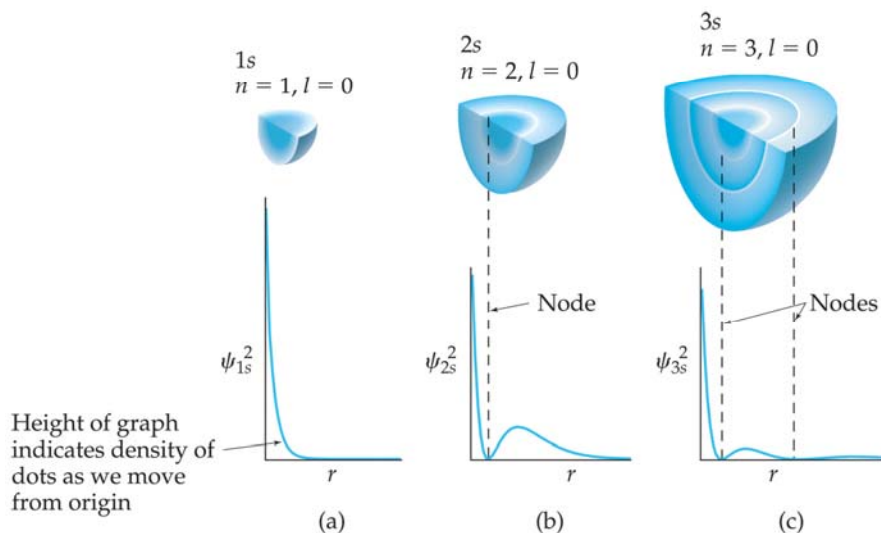 1s
n = 1, l = 0
2s
n = 2, l = 0
3s
n = 3, l = 0
Node
Nodes
ψ1s²
ψ2s²
ψ3s²
Height of graph
indicates density of
dots as we move
from origin
r
r
r
(a)
(b)
(c)